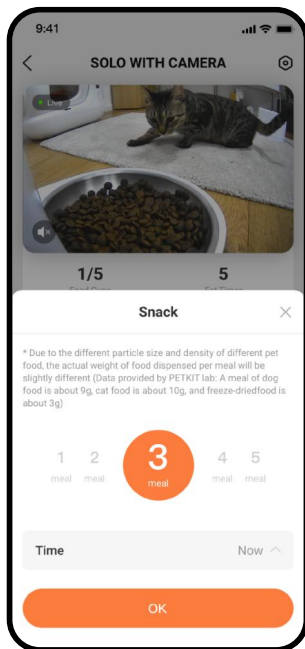 9:41
SOLO WITH CAMERA
Live
1/5
5
Eat Times
Snack
* Due to the different particle size and density of different pet
food, the actual weight of food dispensed per meal will be
slightly different (Data provided by PETKIT lab: A meal of dog
food is about 9g, cat food is about 10g, and freeze-driedfood is
about 3g)
1 2 3 4 5
meal meal meal meal meal
Time Now
OK